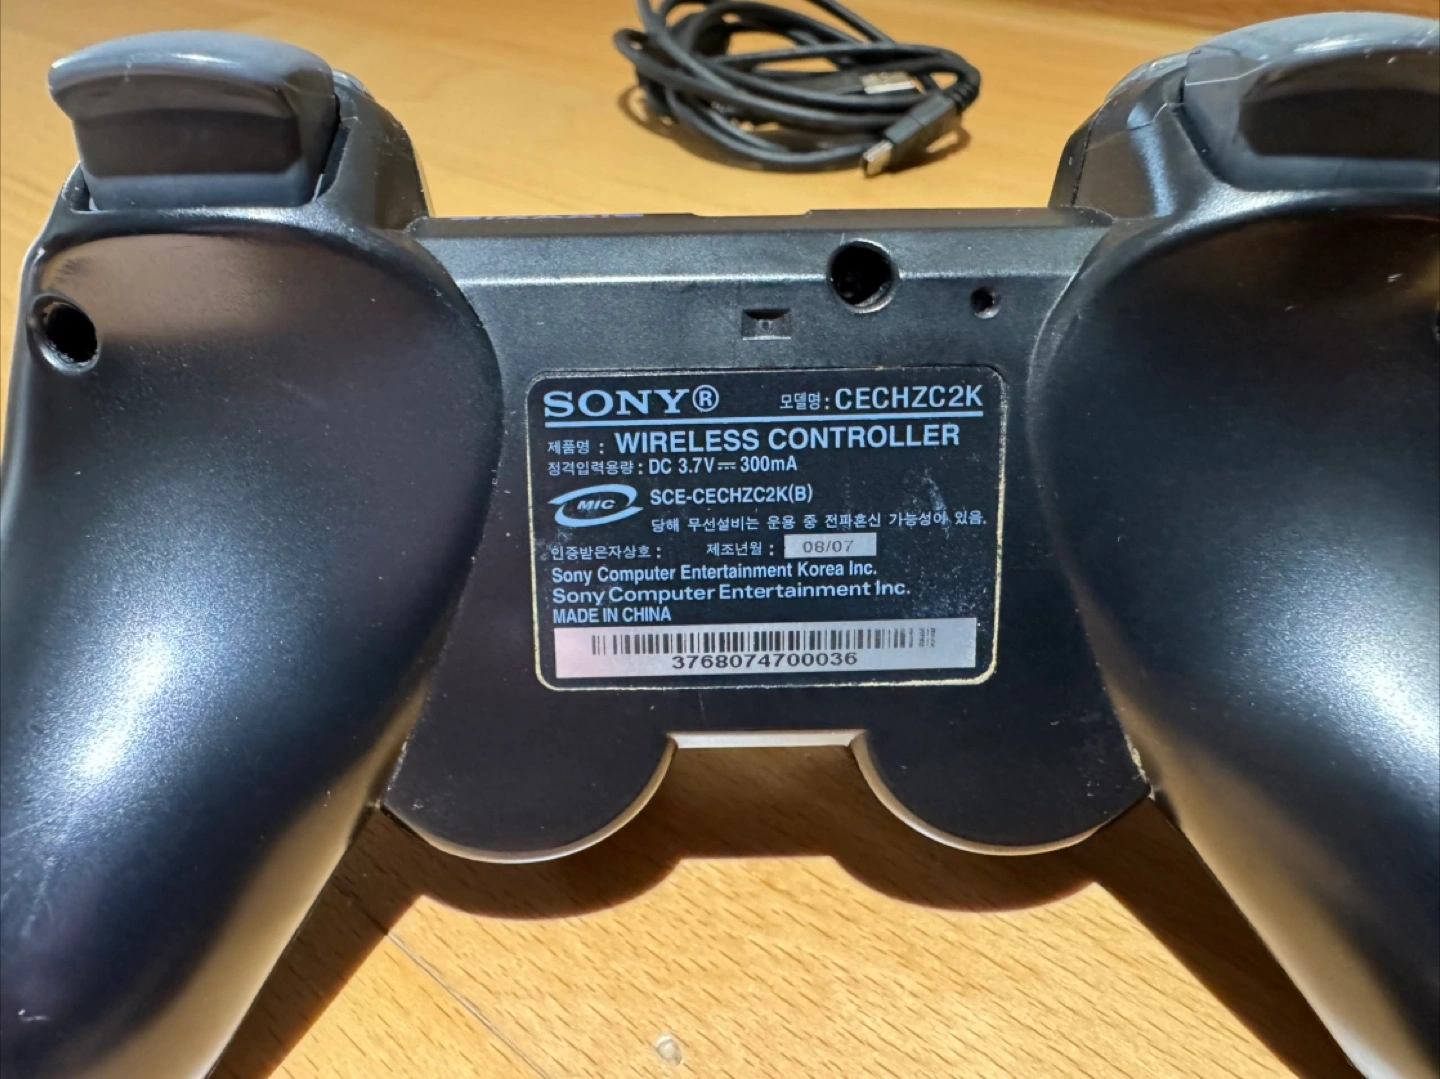 SONY® 모델명 : CECHZC2K
제품명 : WIRELESS CONTROLLER
정격입력용량 : DC 3.7V⎓ 300mA
MIC SCE-CECHZC2K(B)
당해 무선설비는 운용 중 전파혼신 가능성이 있음.
인증받은자상호 : 제조년월 : 08/07
Sony Computer Entertainment Korea Inc.
Sony Computer Entertainment Inc.
MADE IN CHINA
3768074700036